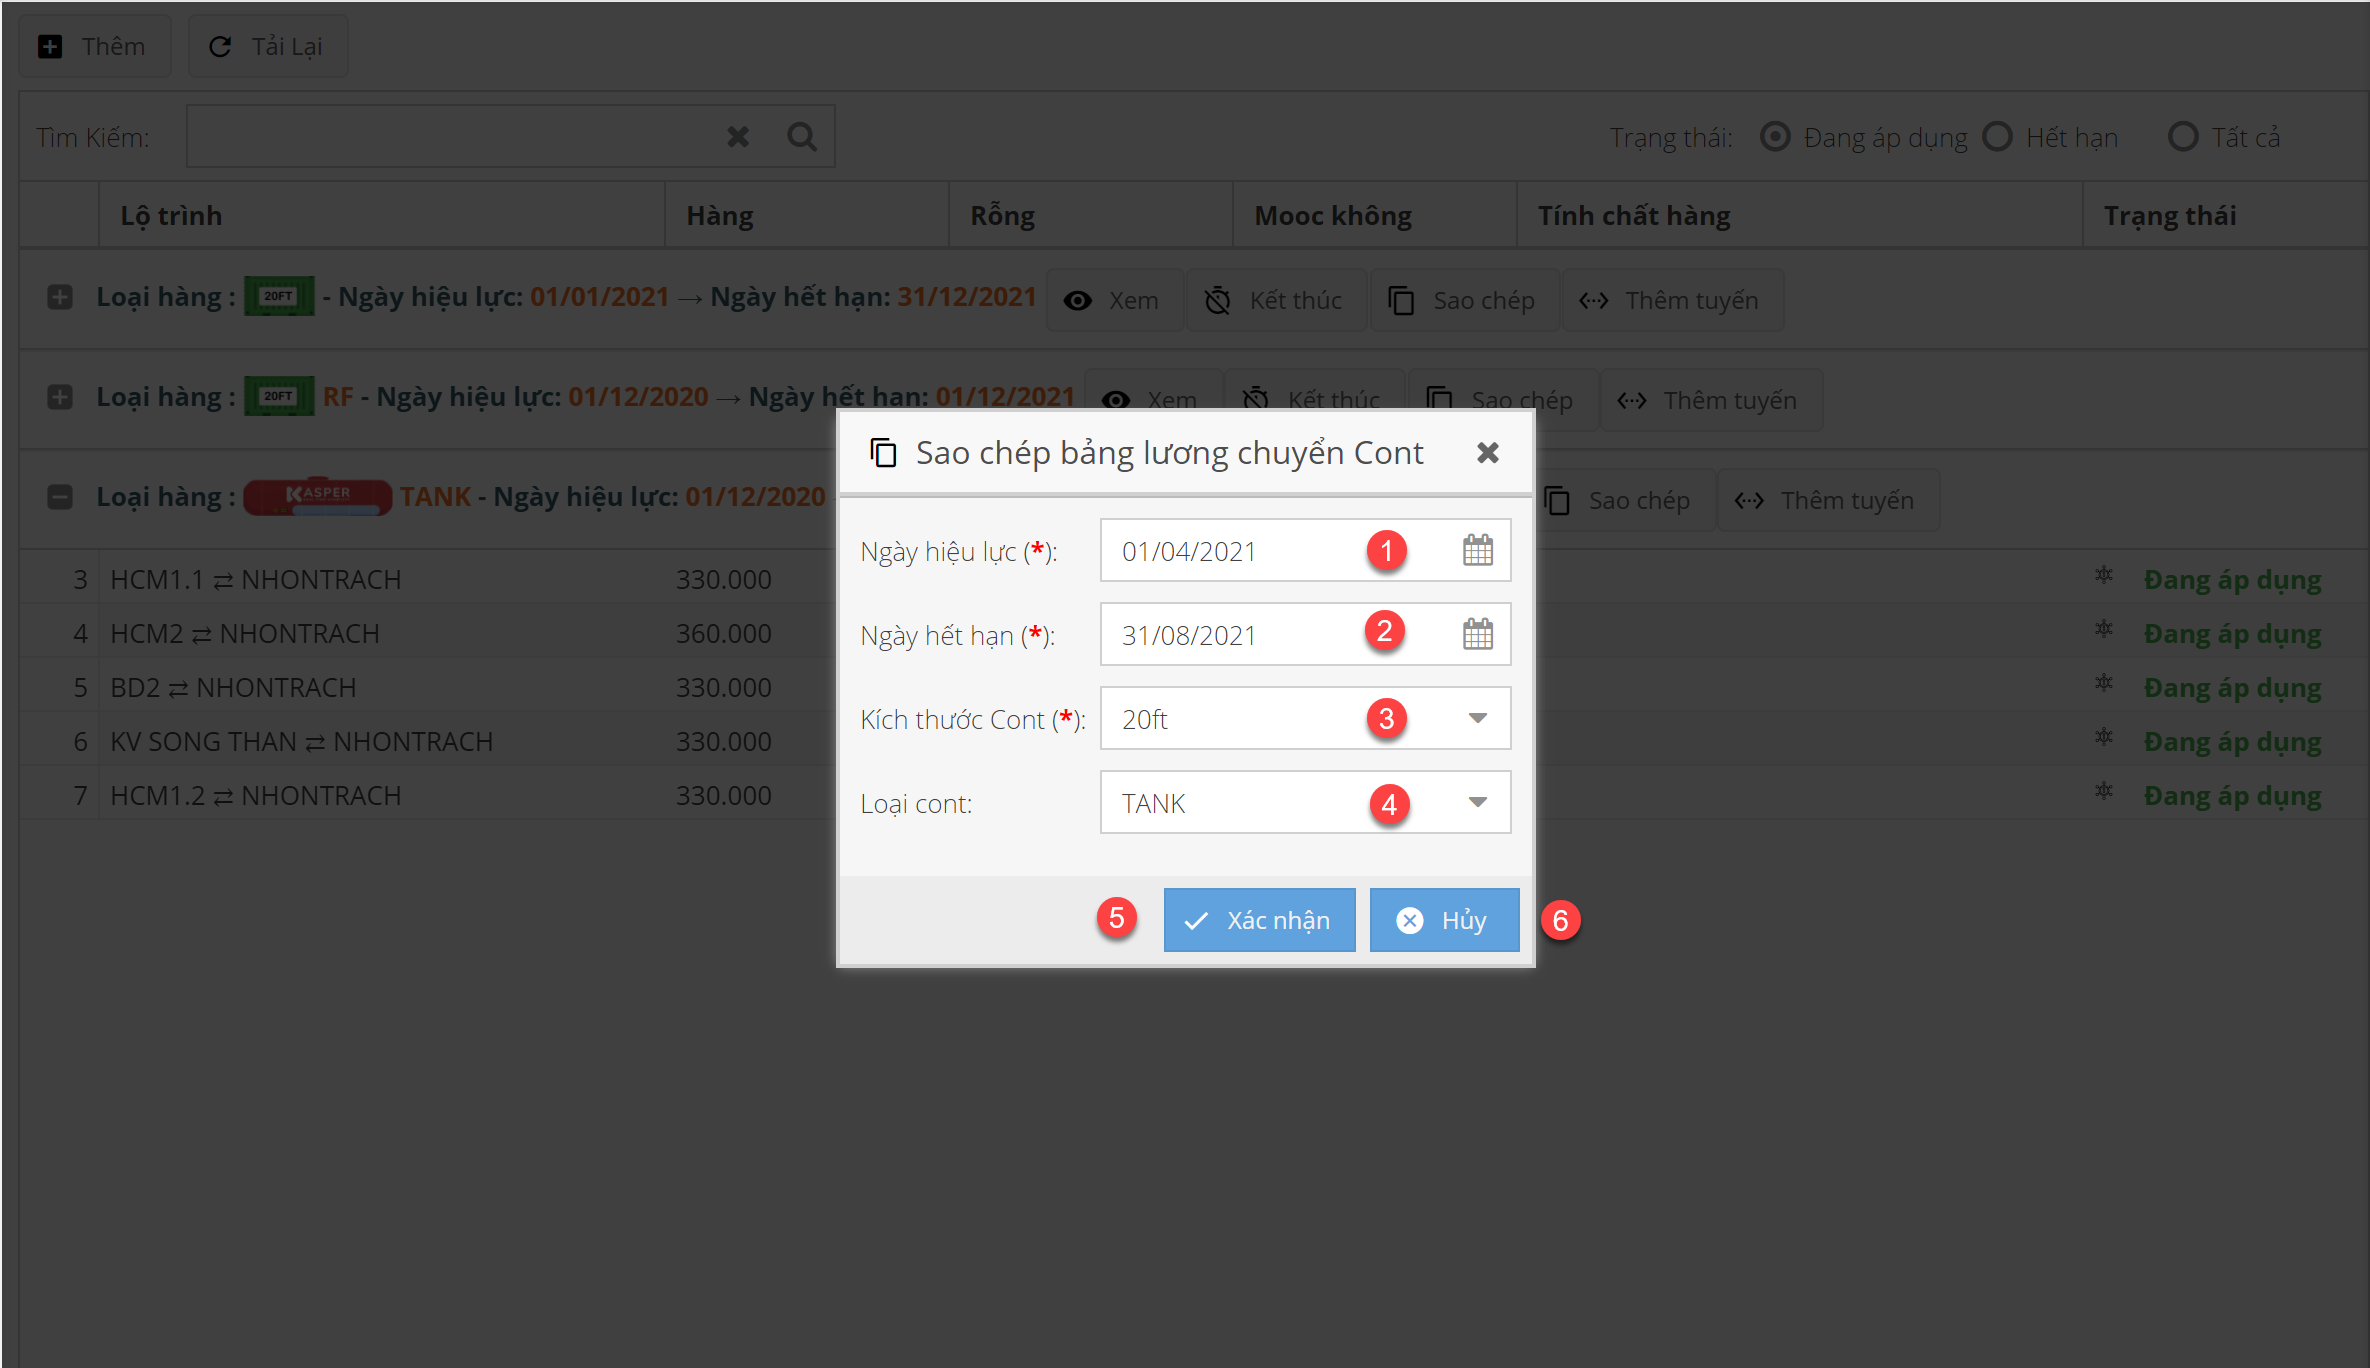 Thêm Tải Lại
Tìm Kiếm: Trạng thái: Đang áp dụng Hết hạn Tất cả
Lộ trình Hàng Rỗng Mooc không Tính chất hàng Trạng thái
Loại hàng : 20FT - Ngày hiệu lực: 01/01/2021 → Ngày hết hạn: 31/12/2021 Xem Kết thúc Sao chép Thêm tuyến
Loại hàng : 20FT RF - Ngày hiệu lực: 01/12/2020 → Ngày hết hạn: 01/12/2021 Xem Kết thúc Sao chép Thêm tuyến
Loại hàng : KASPER TANK - Ngày hiệu lực: 01/12/2020 Sao chép Thêm tuyến
3 HCM1.1 ⇄ NHONTRACH 330.000 Đang áp dụng
4 HCM2 ⇄ NHONTRACH 360.000 Đang áp dụng
5 BD2 ⇄ NHONTRACH 330.000 Đang áp dụng
6 KV SONG THAN ⇄ NHONTRACH 330.000 Đang áp dụng
7 HCM1.2 ⇄ NHONTRACH 330.000 Đang áp dụng
Sao chép bảng lương chuyển Cont
Ngày hiệu lực (*): 01/04/2021 1
Ngày hết hạn (*): 31/08/2021 2
Kích thước Cont (*): 20ft 3
Loại cont: TANK 4
5 Xác nhận Hủy 6